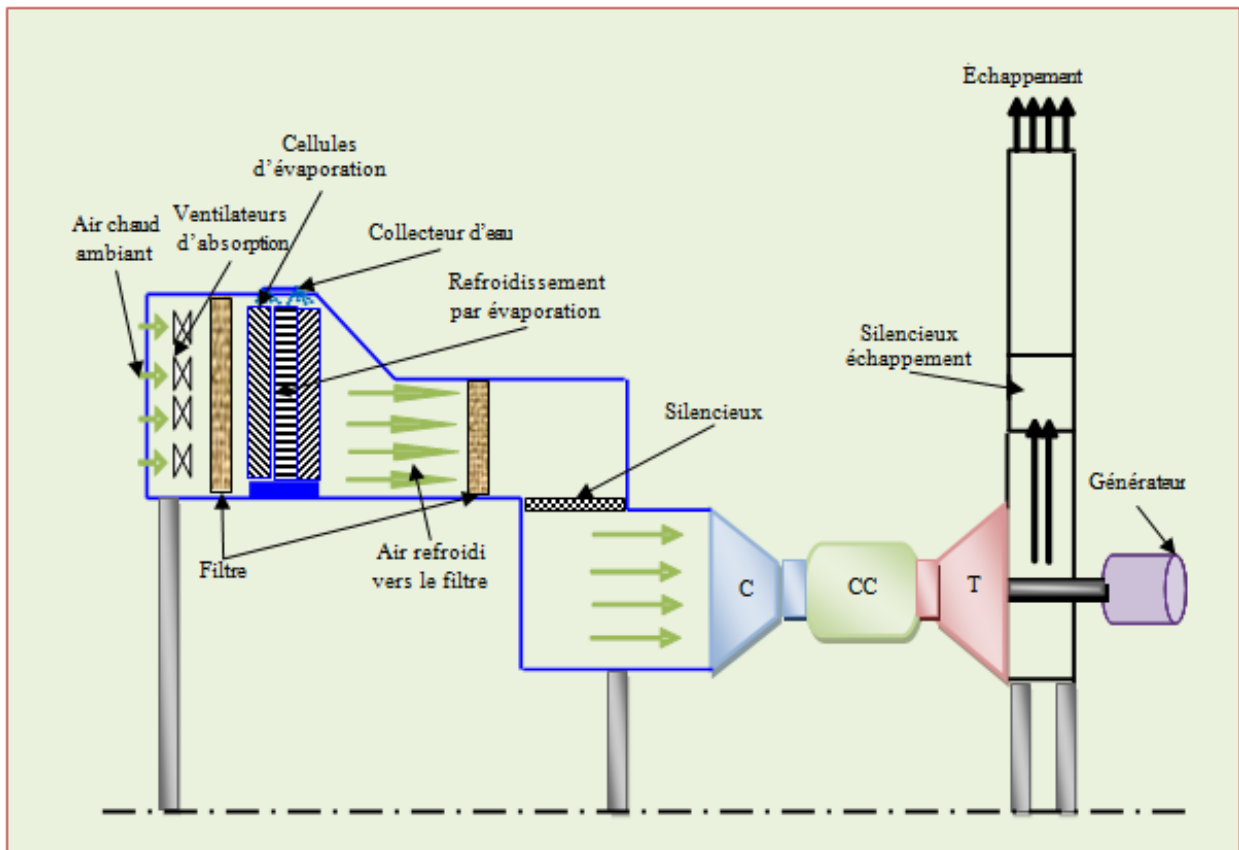 Échappement
Cellules
d'évaporation
Air chaud
ambiant
Ventilateurs
d'absorption
Collecteur d'eau
Refroidissement
par évaporation
Silencieux
échappement
Silencieux
Générateur
Filtre
Air refroidi
vers le filtre
C
CC
T